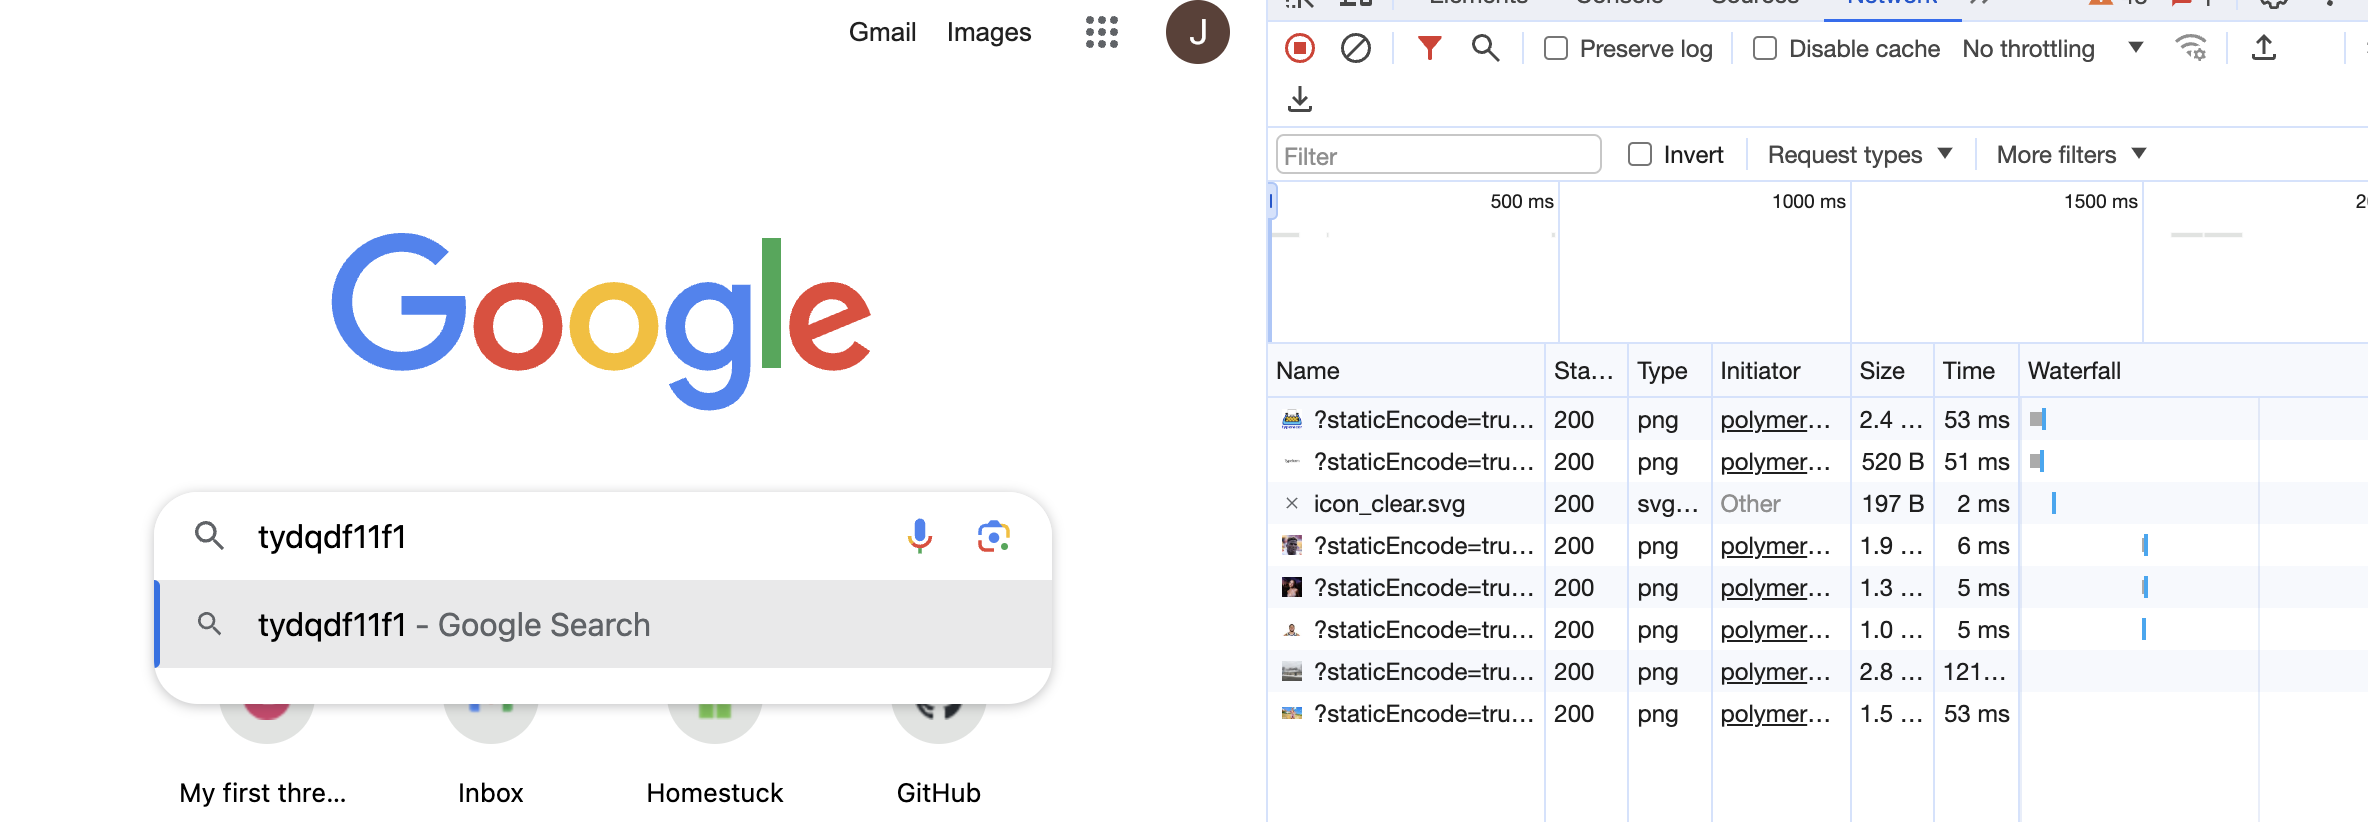 Gmail Images J
Google
tydqdf11f1
tydqdf11f1 - Google Search
My first thre... Inbox Homestuck GitHub
Elements Console Sources Network
Preserve log Disable cache No throttling
Filter Invert Request types More filters
500 ms 1000 ms 1500 ms
Name Sta... Type Initiator Size Time Waterfall
?staticEncode=tru... 200 png polymer... 2.4 ... 53 ms
?staticEncode=tru... 200 png polymer... 520 B 51 ms
icon_clear.svg 200 svg... Other 197 B 2 ms
?staticEncode=tru... 200 png polymer... 1.9 ... 6 ms
?staticEncode=tru... 200 png polymer... 1.3 ... 5 ms
?staticEncode=tru... 200 png polymer... 1.0 ... 5 ms
?staticEncode=tru... 200 png polymer... 2.8 ... 121...
?staticEncode=tru... 200 png polymer... 1.5 ... 53 ms